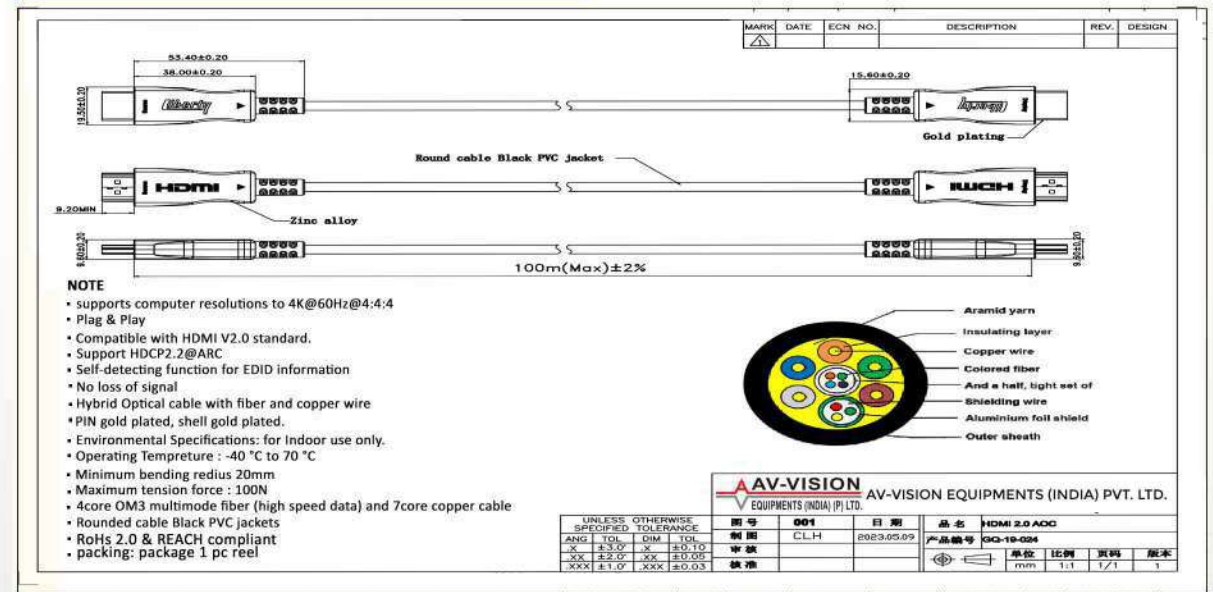 MARK DATE ECN NO. DESCRIPTION REV. DESIGN
1
53.40±0.20
38.00±0.20
15.60±0.20
19.50±0.20
Source
Liberty
Liberty
Display
Gold plating
Round cable Black PVC jacket
HDMI
HDMI
9.20MIN
Zinc alloy
9.60±0.20
9.60±0.20
100m(Max)±2%
NOTE
▪ supports computer resolutions to 4K@60Hz@4:4:4
▪ Plag & Play
▪ Compatible with HDMI V2.0 standard.
▪ Support HDCP2.2@ARC
▪ Self-detecting function for EDID information
▪ No loss of signal
▪ Hybrid Optical cable with fiber and copper wire
▪ PIN gold plated, shell gold plated.
▪ Environmental Specifications: for Indoor use only.
▪ Operating Tempreture : -40 °C to 70 °C
▪ Minimum bending redius 20mm
▪ Maximum tension force : 100N
▪ 4core OM3 multimode fiber (high speed data) and 7core copper cable
▪ Rounded cable Black PVC jackets
▪ RoHs 2.0 & REACH compliant
▪ packing: package 1 pc reel
Aramid yarn
Insulating layer
Copper wire
Colored fiber
And a half, tight set of
Shielding wire
Aluminium foil shield
Outer sheath
AV-VISION
EQUIPMENTS (INDIA) (P) LTD.
AV-VISION EQUIPMENTS (INDIA) PVT. LTD.
UNLESS OTHERWISE
SPECIFIED TOLERANCE
ANG TOL DIM TOL
.X ±3.0° .X ±0.10
.XX ±2.0° .XX ±0.05
.XXX ±1.0° .XXX ±0.03
图号 001 日期
制图 CLH 2023.05.09
审核
核准
品名 HDMI 2.0 AOC
产品编号 GQ-19-024
单位 比例 页码 版本
mm 1:1 1/1 1